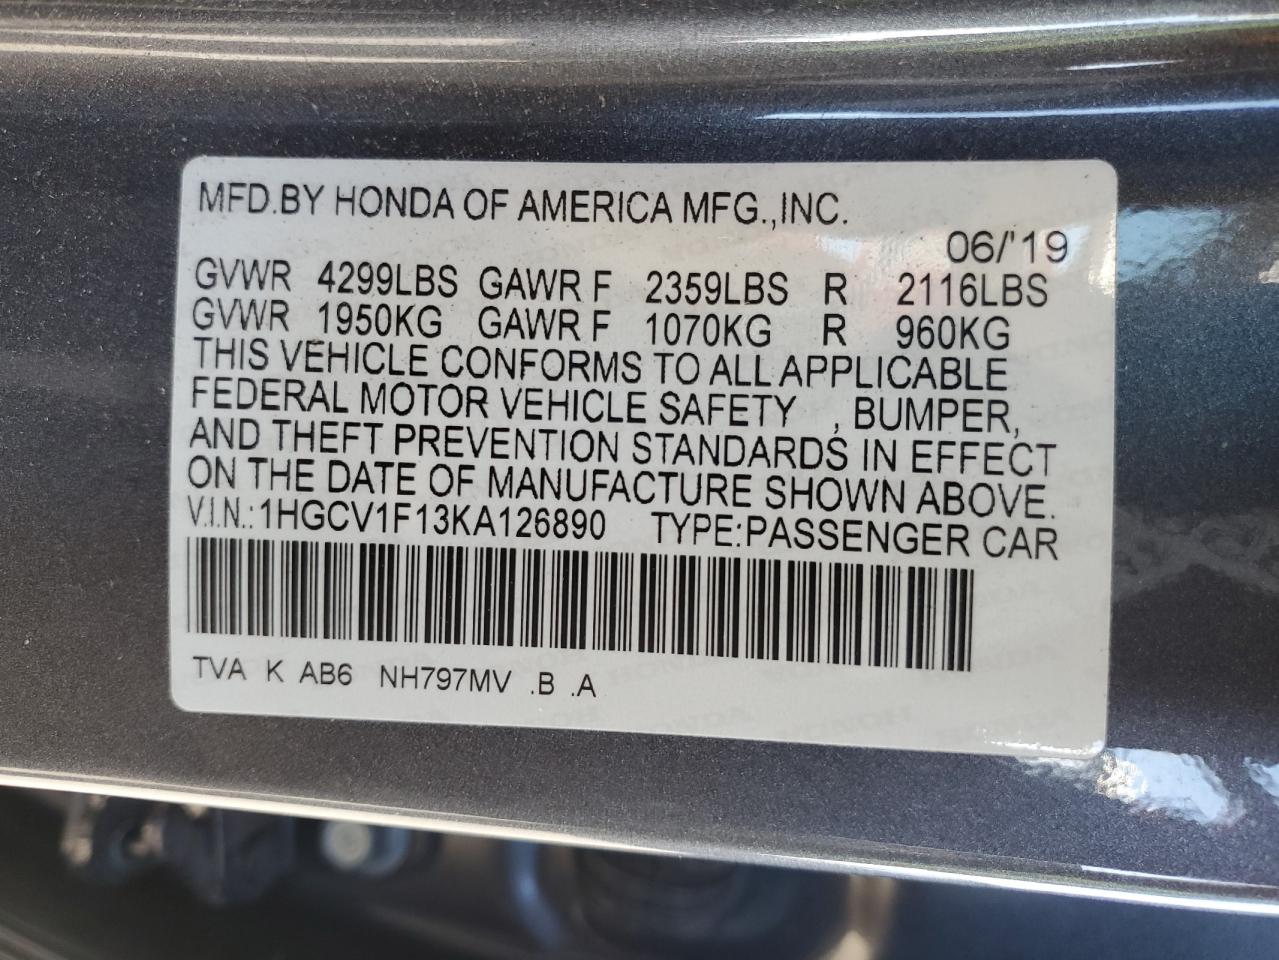 MFD.BY HONDA OF AMERICA MFG.,INC.
06/'19
GVWR 4299LBS GAWR F 2359LBS R 2116LBS
GVWR 1950KG GAWR F 1070KG R 960KG
THIS VEHICLE CONFORMS TO ALL APPLICABLE
FEDERAL MOTOR VEHICLE SAFETY , BUMPER,
AND THEFT PREVENTION STANDARDS IN EFFECT
ON THE DATE OF MANUFACTURE SHOWN ABOVE.
V.I.N.:1HGCV1F13KA126890 TYPE:PASSENGER CAR
TVA K AB6 NH797MV .B .A